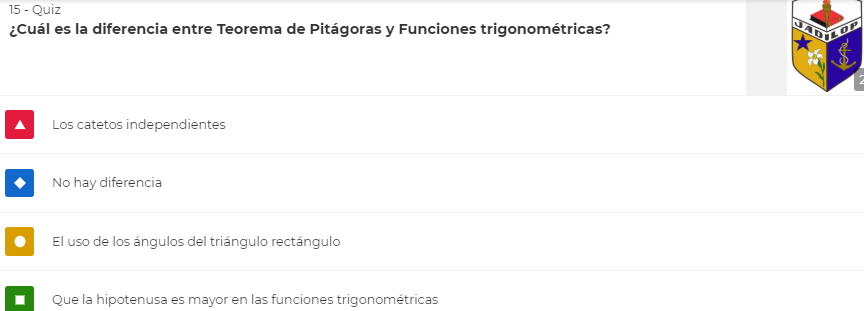 15 - Quiz
¿Cuál es la diferencia entre Teorema de Pitágoras y Funciones trigonométricas?
JADILOP
2
Los catetos independientes
No hay diferencia
El uso de los ángulos del triángulo rectángulo
Que la hipotenusa es mayor en las funciones trigonométricas